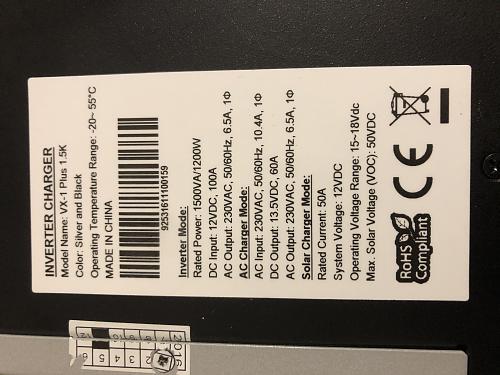 INVERTER CHARGER
Model Name: VX-1 Plus 1.5K
Color: Silver and Black
Operating Temperature Range: -20~ 55°C
MADE IN CHINA
92531611100159
Inverter Mode:
Rated Power: 1500VA/1200W
DC Input: 12VDC, 100A
AC Output: 230VAC, 50/60Hz, 6.5A, 1Φ
AC Charger Mode:
AC Input: 230VAC, 50/60Hz, 10.4A, 1Φ
DC Output: 13.5VDC, 60A
AC Output: 230VAC, 50/60Hz, 6.5A, 1Φ
Solar Charger Mode:
Rated Current: 50A
System Voltage: 12VDC
Operating Voltage Range: 15~18Vdc
Max. Solar Voltage (VOC): 50VDC
RoHS
Compliant
CE
2016